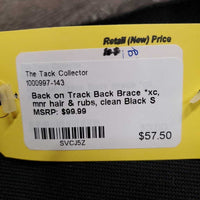 Retail (New) Price
The Tack Collector
1000997-143
Back on Track Back Brace *xc,
mnr hair & rubs, clean Black S
MSRP: $99.99
$57.50
SVCJ5Z